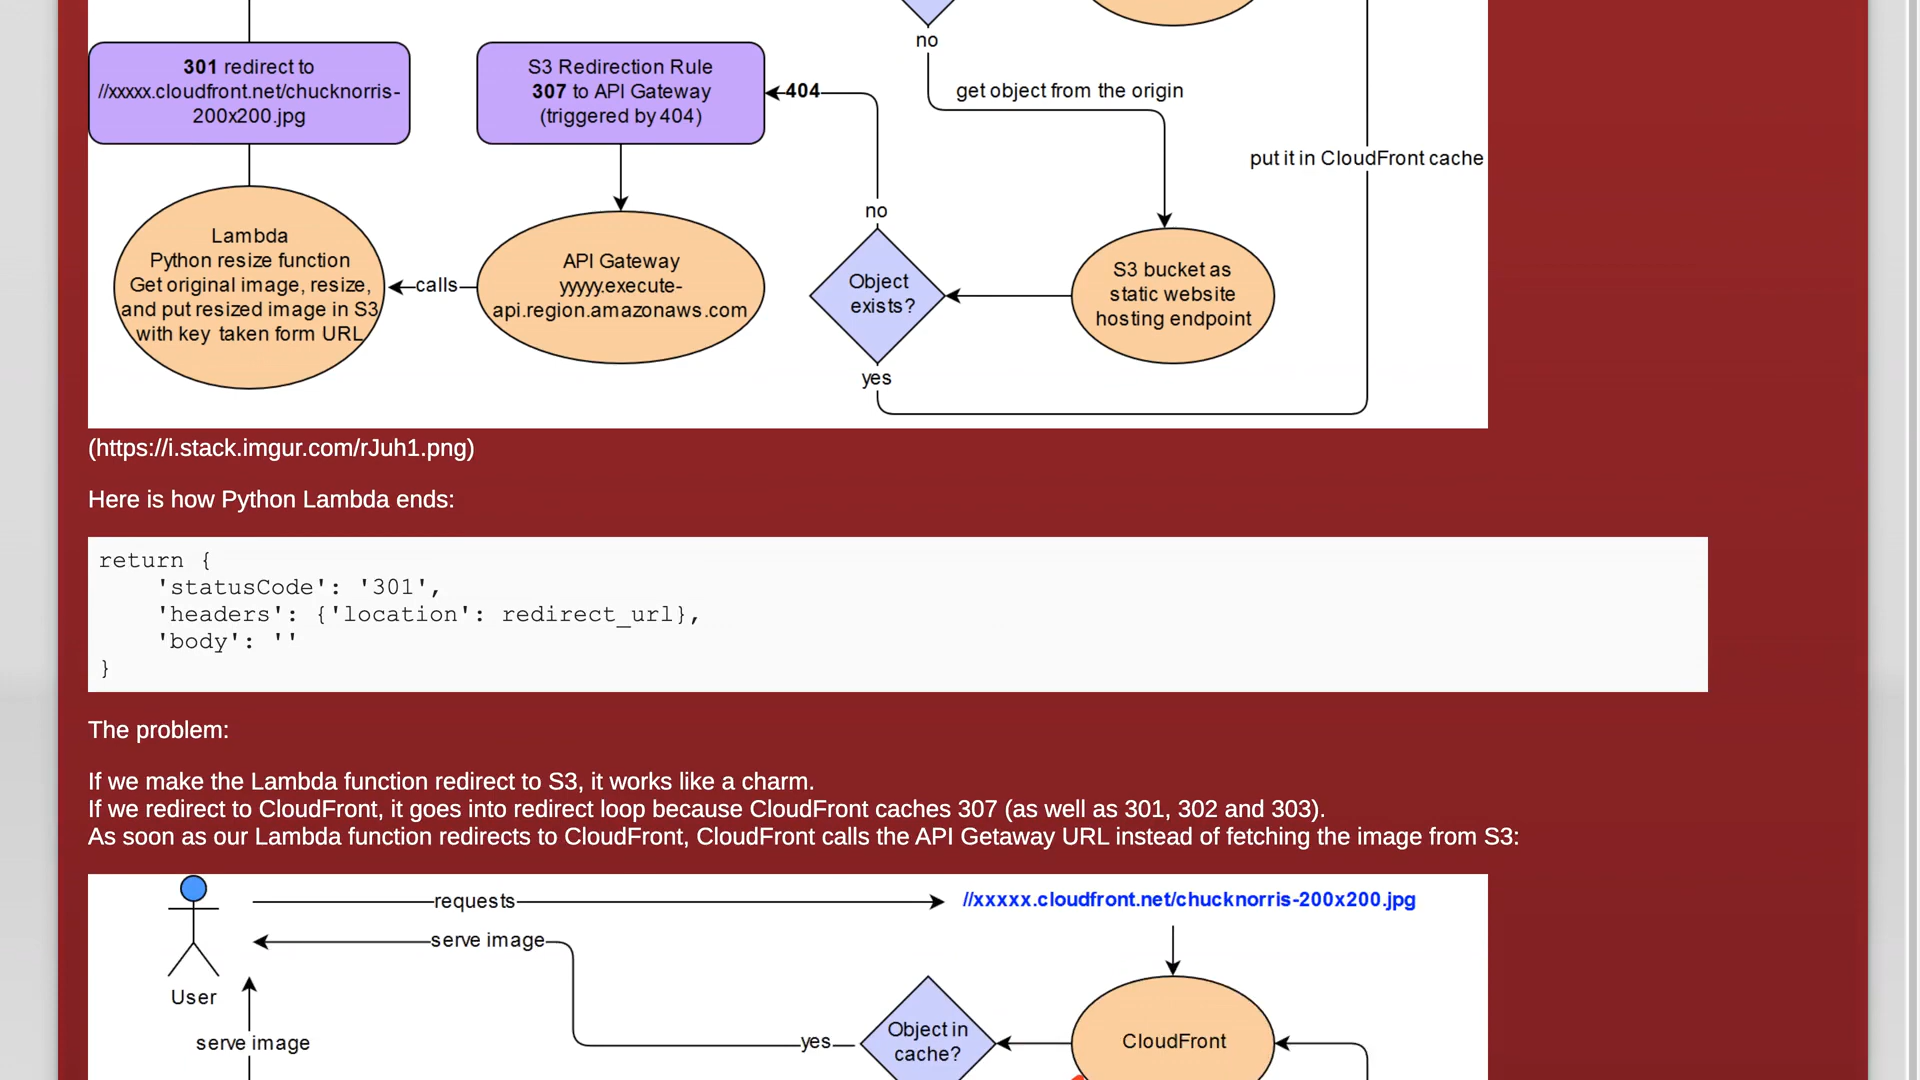 no
301 redirect to
//xxxxx.cloudfront.net/chucknorris-
200x200.jpg
S3 Redirection Rule
307 to API Gateway
(triggered by 404)
404
get object from the origin
put it in CloudFront cache
no
Lambda
Python resize function
Get original image, resize,
and put resized image in S3
with key taken form URL
calls
API Gateway
yyyyy.execute-
api.region.amazonaws.com
Object
exists?
S3 bucket as
static website
hosting endpoint
yes
(https://i.stack.imgur.com/rJuh1.png)
Here is how Python Lambda ends:
return {
    'statusCode': '301',
    'headers': {'location': redirect_url},
    'body': ''
}
The problem:
If we make the Lambda function redirect to S3, it works like a charm.
If we redirect to CloudFront, it goes into redirect loop because CloudFront caches 307 (as well as 301, 302 and 303).
As soon as our Lambda function redirects to CloudFront, CloudFront calls the API Getaway URL instead of fetching the image from S3:
requests
//xxxxx.cloudfront.net/chucknorris-200x200.jpg
serve image
User
serve image
yes
Object in
cache?
CloudFront